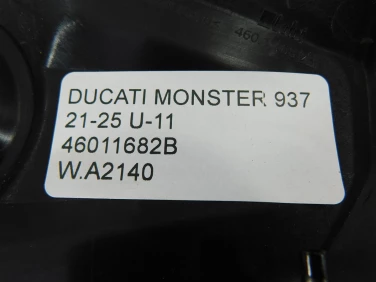 DUCATI MONSTER 937
21-25 U-11
46011682B
W.A2140